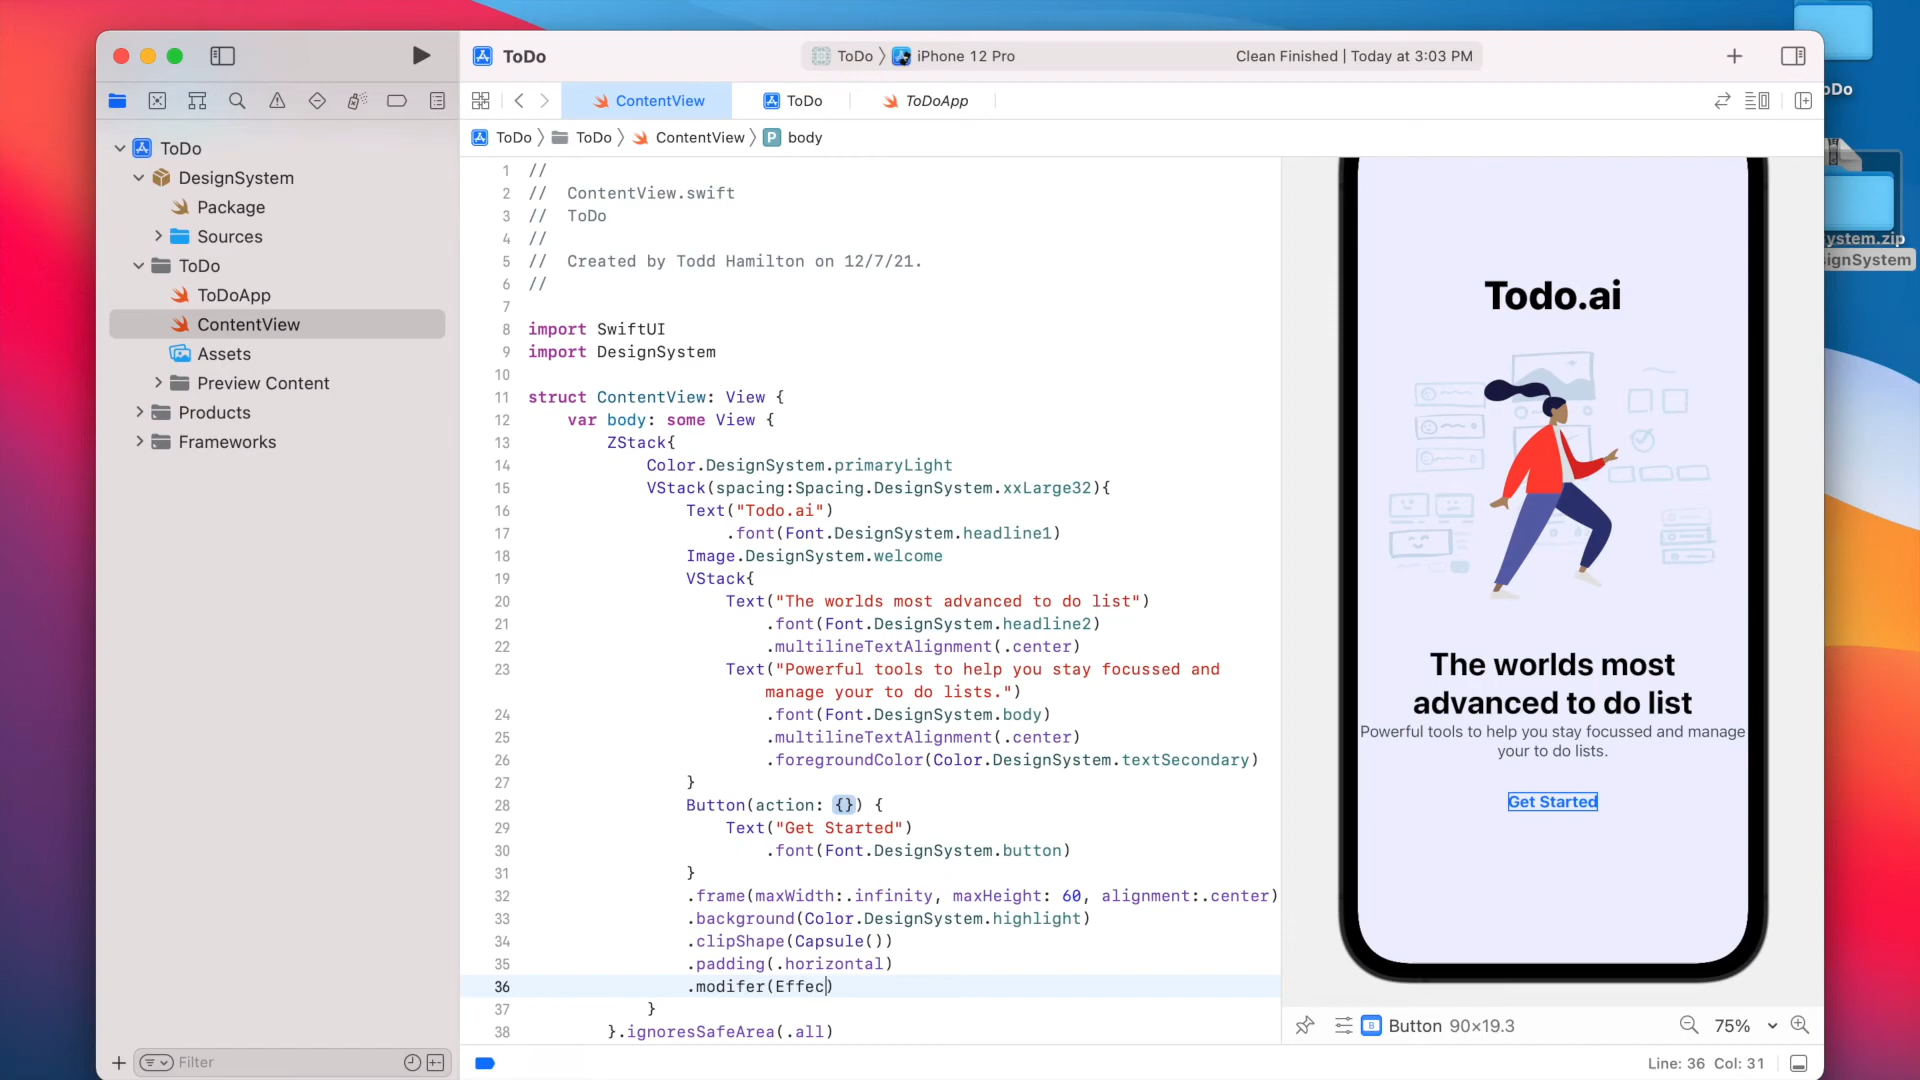 ToDo
ToDo
iPhone 12 Pro
Clean Finished | Today at 3:03 PM
ContentView
ToDo
ToDoApp
oDo
ToDo
ToDo
ContentView
P
body
ToDo
DesignSystem
Package
Sources
ToDo
ToDoApp
ContentView
Assets
Preview Content
Products
Frameworks
Filter
1 //
2 //  ContentView.swift
3 //  ToDo
4 //
5 //  Created by Todd Hamilton on 12/7/21.
6 //
7
8 import SwiftUI
9 import DesignSystem
10
11 struct ContentView: View {
12 var body: some View {
13 ZStack{
14 Color.DesignSystem.primaryLight
15 VStack(spacing:Spacing.DesignSystem.xxLarge32){
16 Text("Todo.ai")
17 .font(Font.DesignSystem.headline1)
18 Image.DesignSystem.welcome
19 VStack{
20 Text("The worlds most advanced to do list")
21 .font(Font.DesignSystem.headline2)
22 .multilineTextAlignment(.center)
23 Text("Powerful tools to help you stay focussed and
manage your to do lists.")
24 .font(Font.DesignSystem.body)
25 .multilineTextAlignment(.center)
26 .foregroundColor(Color.DesignSystem.textSecondary)
27 }
28 Button(action: {}) {
29 Text("Get Started")
30 .font(Font.DesignSystem.button)
31 }
32 .frame(maxWidth:.infinity, maxHeight: 60, alignment:.center)
33 .background(Color.DesignSystem.highlight)
34 .clipShape(Capsule())
35 .padding(.horizontal)
36 .modifer(Effec)
37 }
38 }.ignoresSafeArea(.all)
Todo.ai
The worlds most
advanced to do list
Powerful tools to help you stay focussed and manage
your to do lists.
Get Started
B
Button 90×19.3
75%
Line: 36 Col: 31
ystem.zip
ignSystem